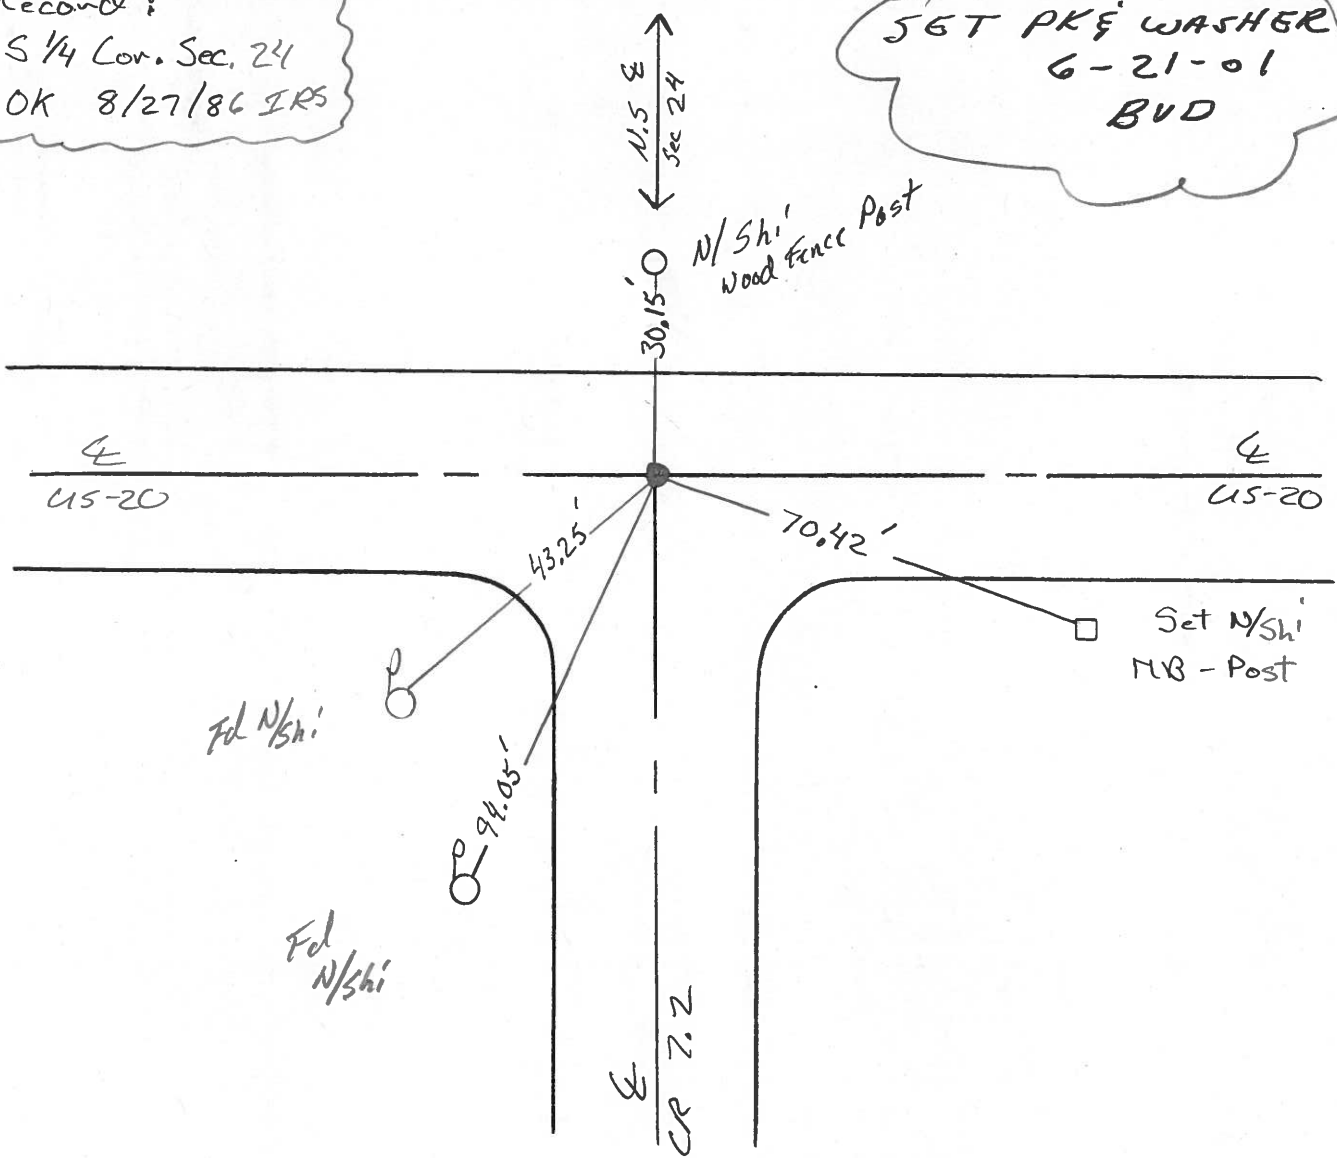 Record:
S 1/4 Cor. Sec. 24
OK 8/27/86 IRS
SET PK & WASHER
6-21-01
BVD
N.S ℄
Sec 24
N/Shi
Wood Fence Post
30.15'
℄
US-20
℄
US-20
43.25'
70.42'
Set N/Shi
MB - Post
Fd N/Shi
94.05'
Fd
N/Shi
℄
CR 7.2